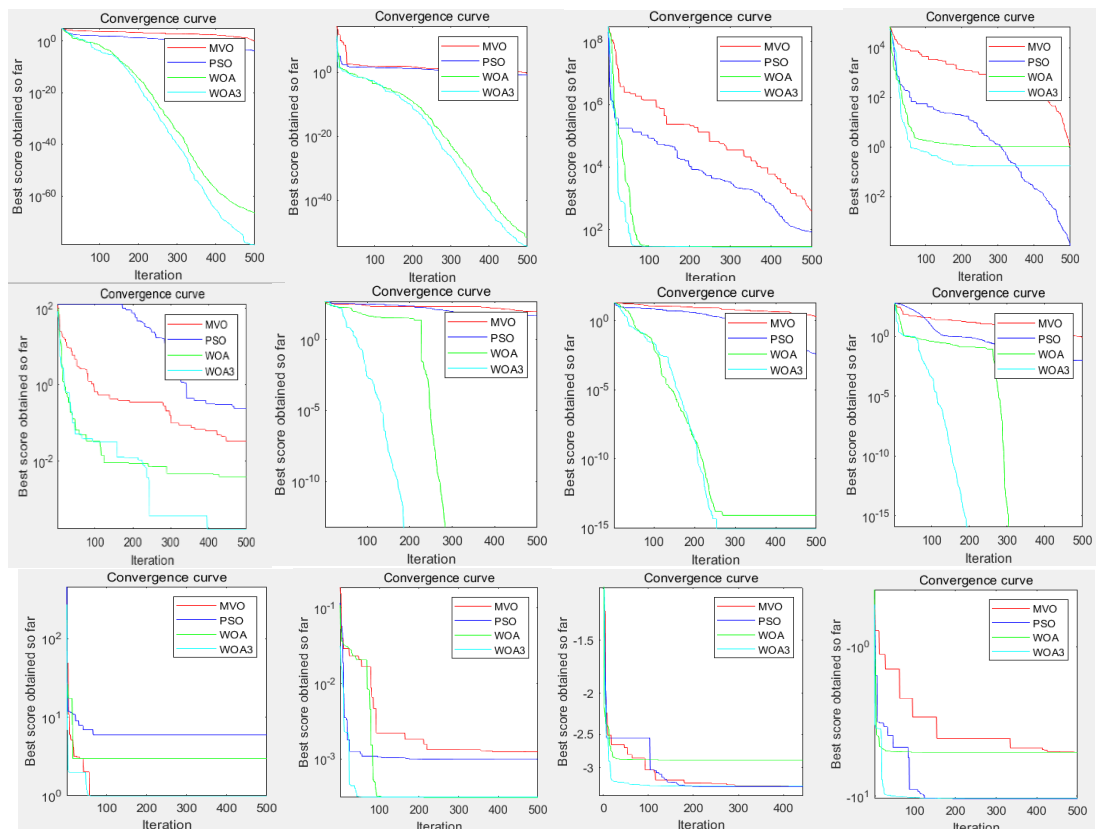 Convergence curve
Best score obtained so far
10^0
10^-20
10^-40
10^-60
MVO
PSO
WOA
WOA3
100 200 300 400 500
Iteration
Convergence curve
Best score obtained so far
10^0
10^-20
10^-40
MVO
PSO
WOA
WOA3
100 200 300 400 500
Iteration
Convergence curve
Best score obtained so far
10^8
10^6
10^4
10^2
MVO
PSO
WOA
WOA3
100 200 300 400 500
Iteration
Convergence curve
Best score obtained so far
10^4
10^2
10^0
10^-2
MVO
PSO
WOA
WOA3
100 200 300 400 500
Iteration
Convergence curve
Best score obtained so far
10^2
10^0
10^-2
MVO
PSO
WOA
WOA3
100 200 300 400 500
Iteration
Convergence curve
Best score obtained so far
10^0
10^-5
10^-10
MVO
PSO
WOA
WOA3
100 200 300 400 500
Iteration
Convergence curve
Best score obtained so far
10^0
10^-5
10^-10
10^-15
MVO
PSO
WOA
WOA3
100 200 300 400 500
Iteration
Convergence curve
Best score obtained so far
10^0
10^-5
10^-10
10^-15
MVO
PSO
WOA
WOA3
100 200 300 400 500
Iteration
Convergence curve
Best score obtained so far
10^2
10^1
10^0
MVO
PSO
WOA
WOA3
100 200 300 400 500
Iteration
Convergence curve
Best score obtained so far
10^-1
10^-2
10^-3
MVO
PSO
WOA
WOA3
100 200 300 400 500
Iteration
Convergence curve
Best score obtained so far
-1.5
-2
-2.5
-3
MVO
PSO
WOA
WOA3
0 100 200 300 400
Iteration
Convergence curve
Best score obtained so far
-10^0
-10^1
MVO
PSO
WOA
WOA3
100 200 300 400 500
Iteration